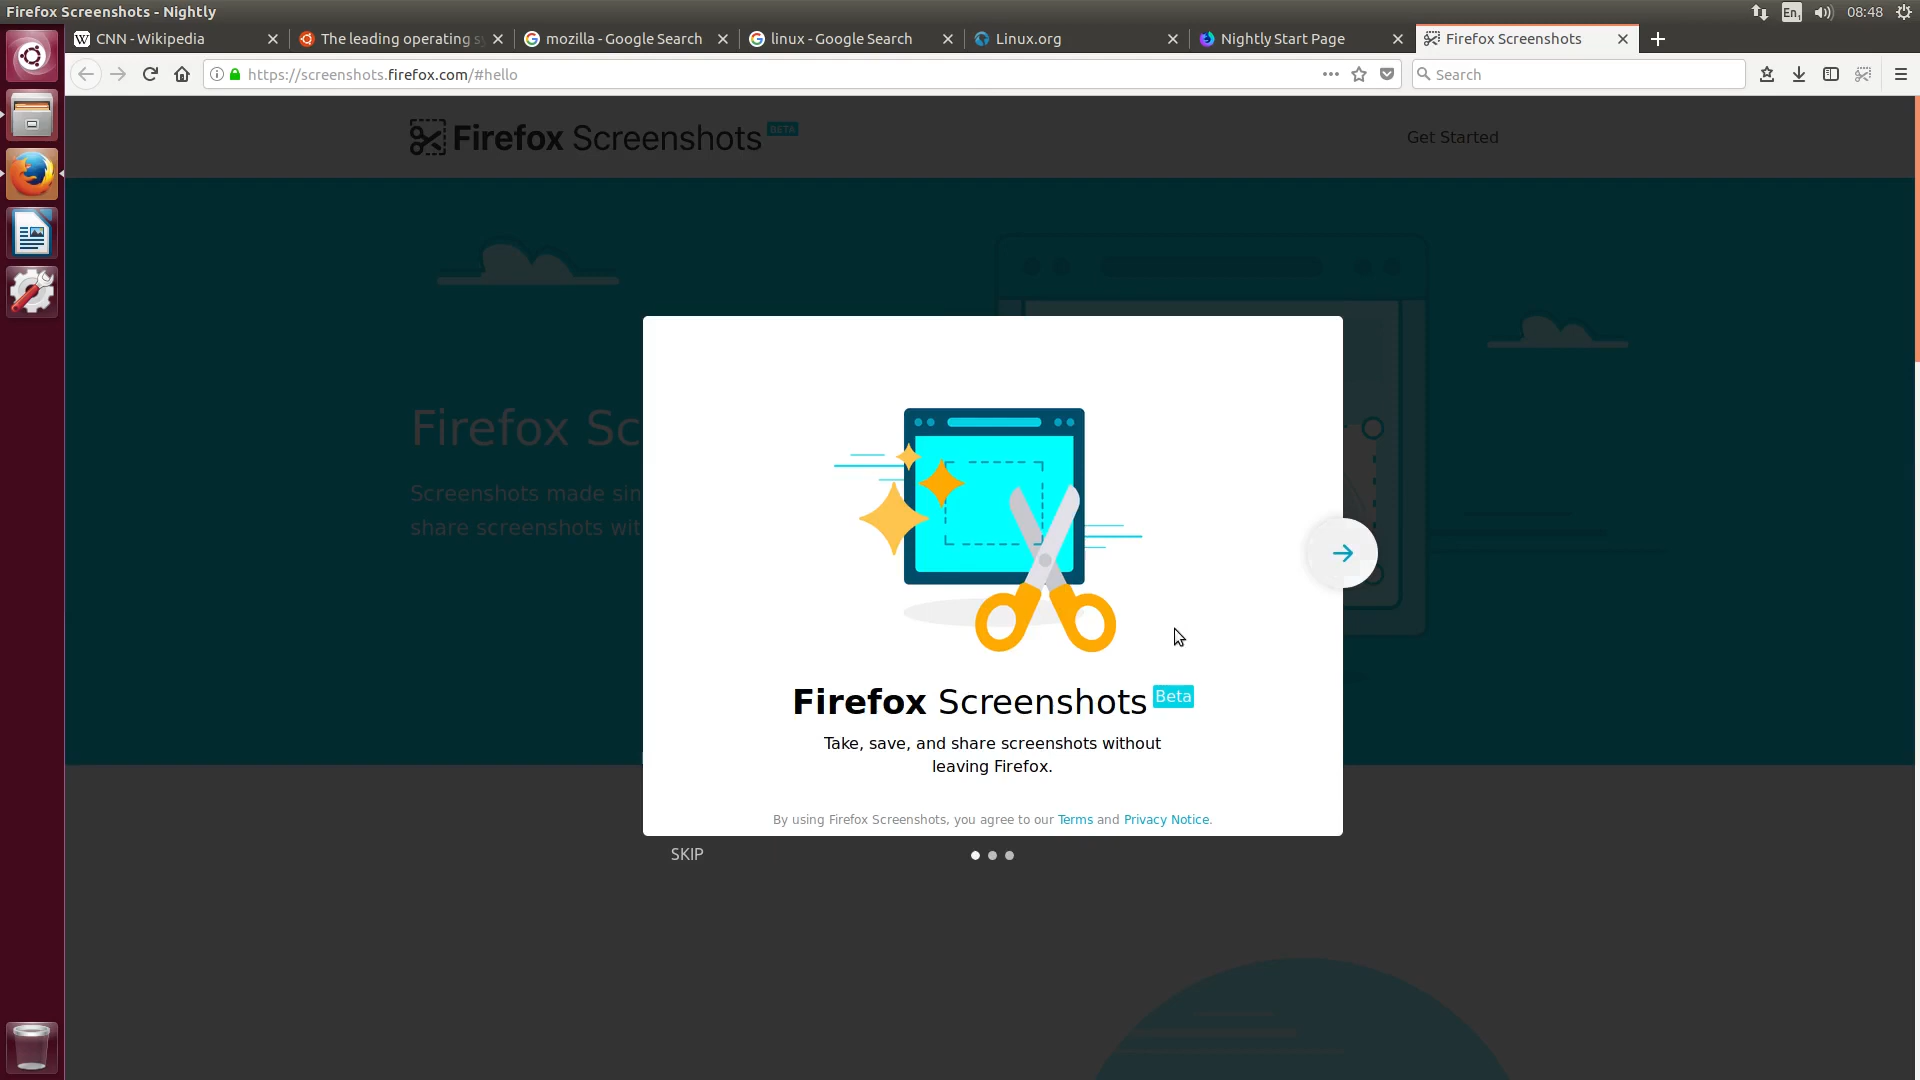 Firefox Screenshots - Nightly
En1
08:48
CNN - Wikipedia
The leading operating s
mozilla - Google Search
linux - Google Search
Linux.org
Nightly Start Page
Firefox Screenshots
https://screenshots.firefox.com/#hello
Search
Firefox Screenshots BETA
Get Started
Firefox Sc
Screenshots made sin
share screenshots wit
Firefox Screenshots Beta
Take, save, and share screenshots without
leaving Firefox.
By using Firefox Screenshots, you agree to our Terms and Privacy Notice.
SKIP